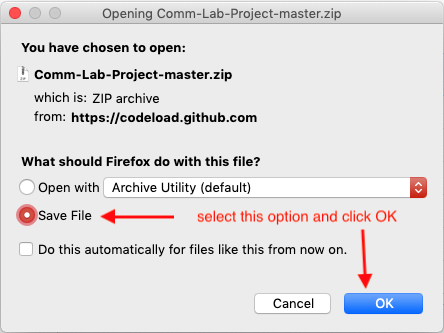 Opening Comm-Lab-Project-master.zip
You have chosen to open:
Comm-Lab-Project-master.zip
which is: ZIP archive
from: https://codeload.github.com
What should Firefox do with this file?
Open with Archive Utility (default)
Save File select this option and click OK
Do this automatically for files like this from now on.
Cancel OK